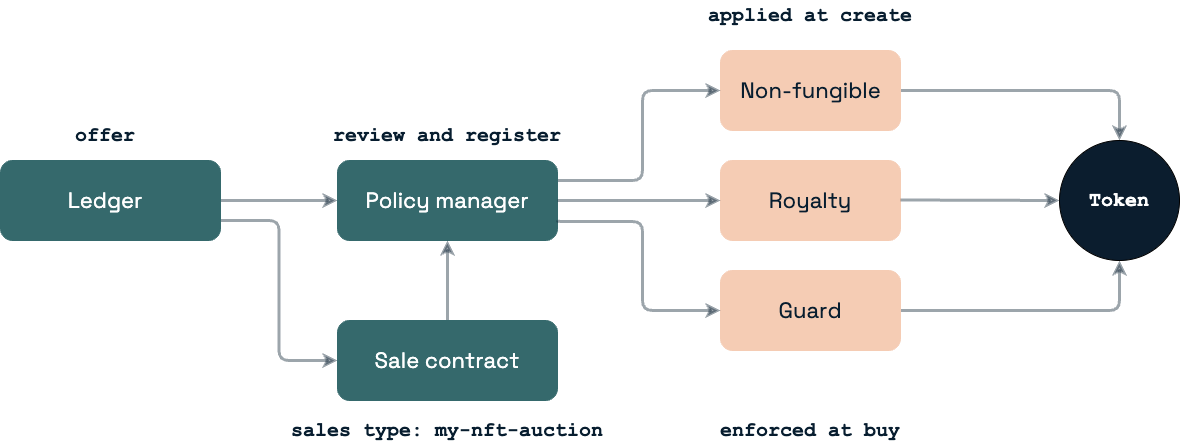 applied at create
Non-fungible
offer
review and register
Ledger
Policy manager
Royalty
Token
Guard
Sale contract
sales type: my-nft-auction
enforced at buy